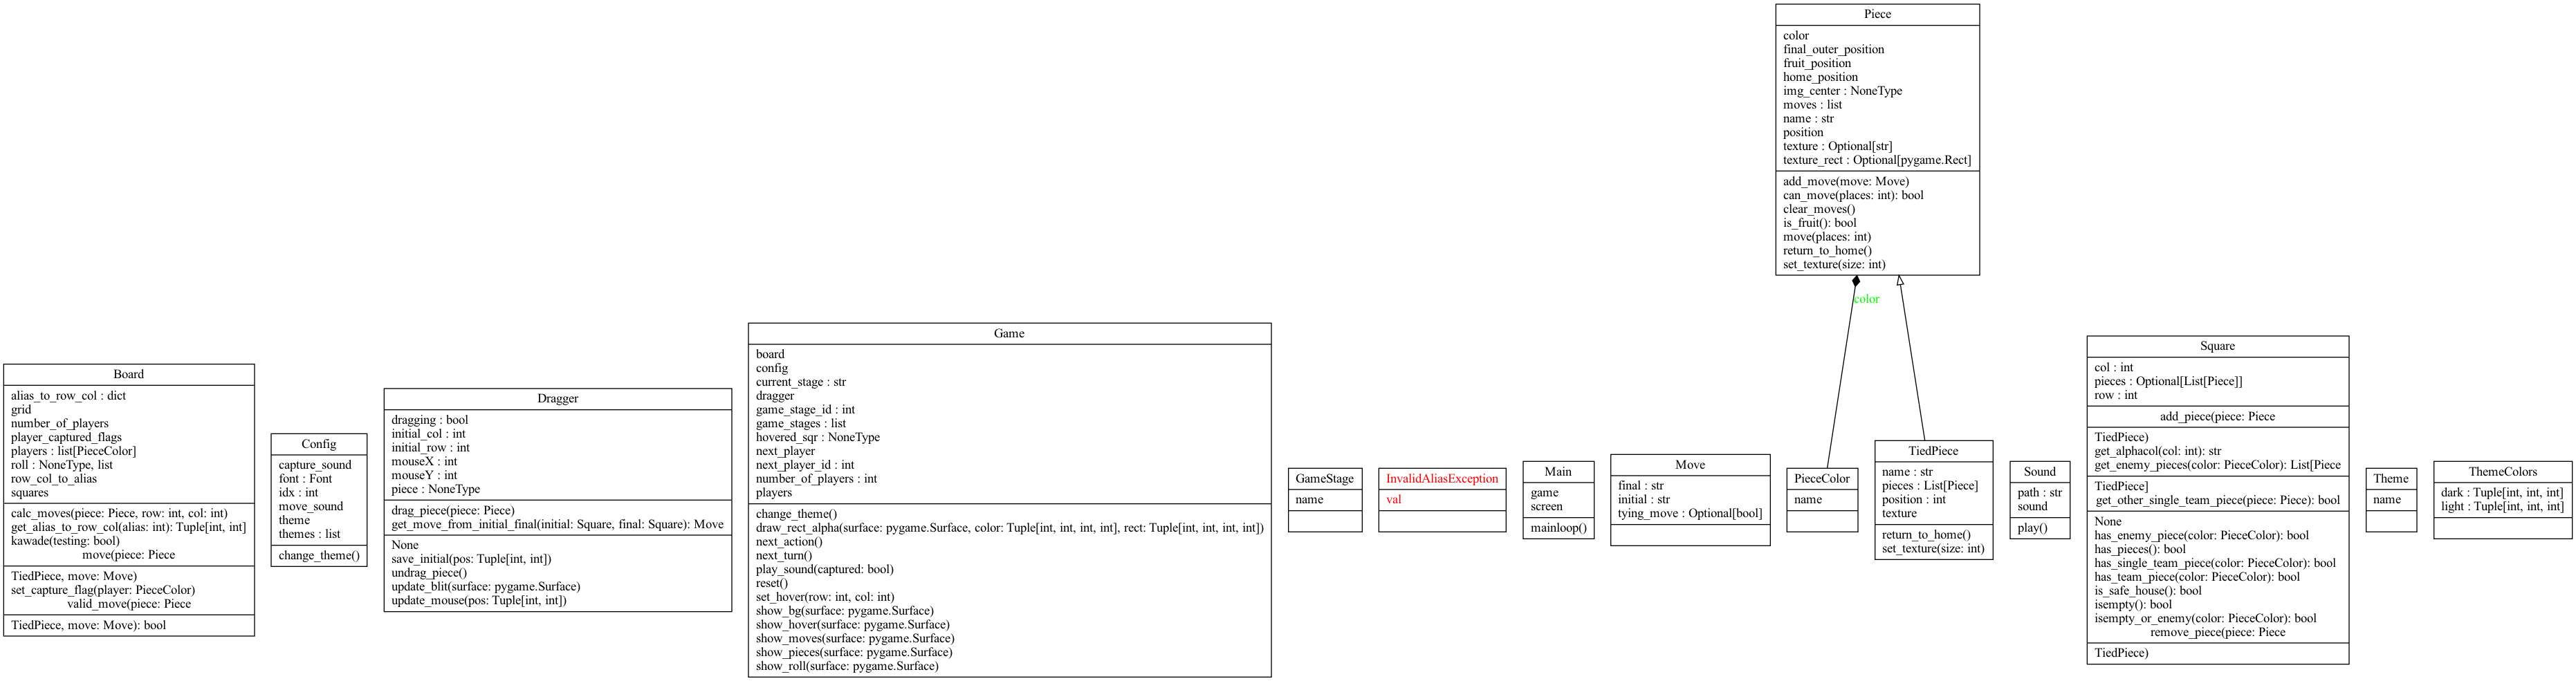 Piece
color
final_outer_position
fruit_position
home_position
img_center : NoneType
moves : list
name : str
position
texture : Optional[str]
texture_rect : Optional[pygame.Rect]
add_move(move: Move)
can_move(places: int): bool
clear_moves()
is_fruit(): bool
move(places: int)
return_to_home()
set_texture(size: int)
color
Board
alias_to_row_col : dict
grid
number_of_players
player_captured_flags
players : list[PieceColor]
roll : NoneType, list
row_col_to_alias
squares
calc_moves(piece: Piece, row: int, col: int)
get_alias_to_row_col(alias: int): Tuple[int, int]
kawade(testing: bool)
move(piece: Piece
TiedPiece, move: Move)
set_capture_flag(player: PieceColor)
valid_move(piece: Piece
TiedPiece, move: Move): bool
Config
capture_sound
font : Font
idx : int
move_sound
theme
themes : list
change_theme()
Dragger
dragging : bool
initial_col : int
initial_row : int
mouseX : int
mouseY : int
piece : NoneType
drag_piece(piece: Piece)
get_move_from_initial_final(initial: Square, final: Square): Move
None
save_initial(pos: Tuple[int, int])
undrag_piece()
update_blit(surface: pygame.Surface)
update_mouse(pos: Tuple[int, int])
Game
board
config
current_stage : str
dragger
game_stage_id : int
game_stages : list
hovered_sqr : NoneType
next_player
next_player_id : int
number_of_players : int
players
change_theme()
draw_rect_alpha(surface: pygame.Surface, color: Tuple[int, int, int, int], rect: Tuple[int, int, int, int])
next_action()
next_turn()
play_sound(captured: bool)
reset()
set_hover(row: int, col: int)
show_bg(surface: pygame.Surface)
show_hover(surface: pygame.Surface)
show_moves(surface: pygame.Surface)
show_pieces(surface: pygame.Surface)
show_roll(surface: pygame.Surface)
GameStage
name
InvalidAliasException
val
Main
game
screen
mainloop()
Move
final : str
initial : str
tying_move : Optional[bool]
PieceColor
name
TiedPiece
name : str
pieces : List[Piece]
position : int
texture
return_to_home()
set_texture(size: int)
Sound
path : str
sound
play()
Square
col : int
pieces : Optional[List[Piece]]
row : int
add_piece(piece: Piece
TiedPiece)
get_alphacol(col: int): str
get_enemy_pieces(color: PieceColor): List[Piece
TiedPiece]
get_other_single_team_piece(piece: Piece): bool
None
has_enemy_piece(color: PieceColor): bool
has_pieces(): bool
has_single_team_piece(color: PieceColor): bool
has_team_piece(color: PieceColor): bool
is_safe_house(): bool
isempty(): bool
isempty_or_enemy(color: PieceColor): bool
remove_piece(piece: Piece
TiedPiece)
Theme
name
ThemeColors
dark : Tuple[int, int, int]
light : Tuple[int, int, int]